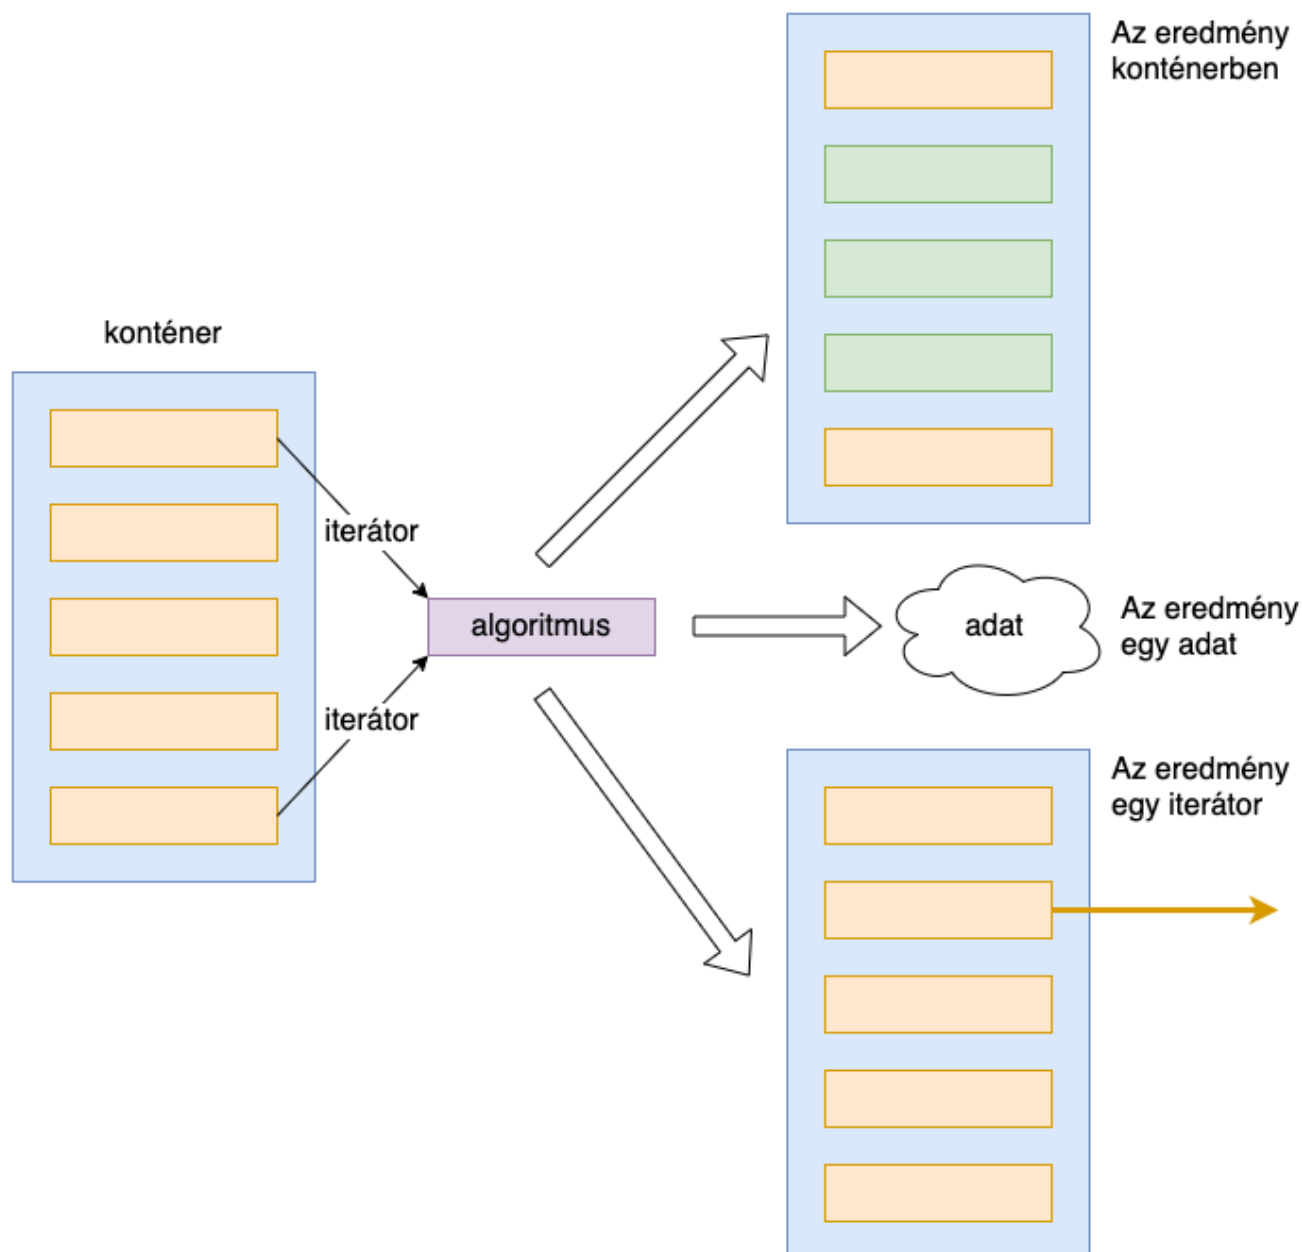 Az eredmény
konténerben
konténer
iterátor
algoritmus
iterátor
adat
Az eredmény
egy adat
Az eredmény
egy iterátor